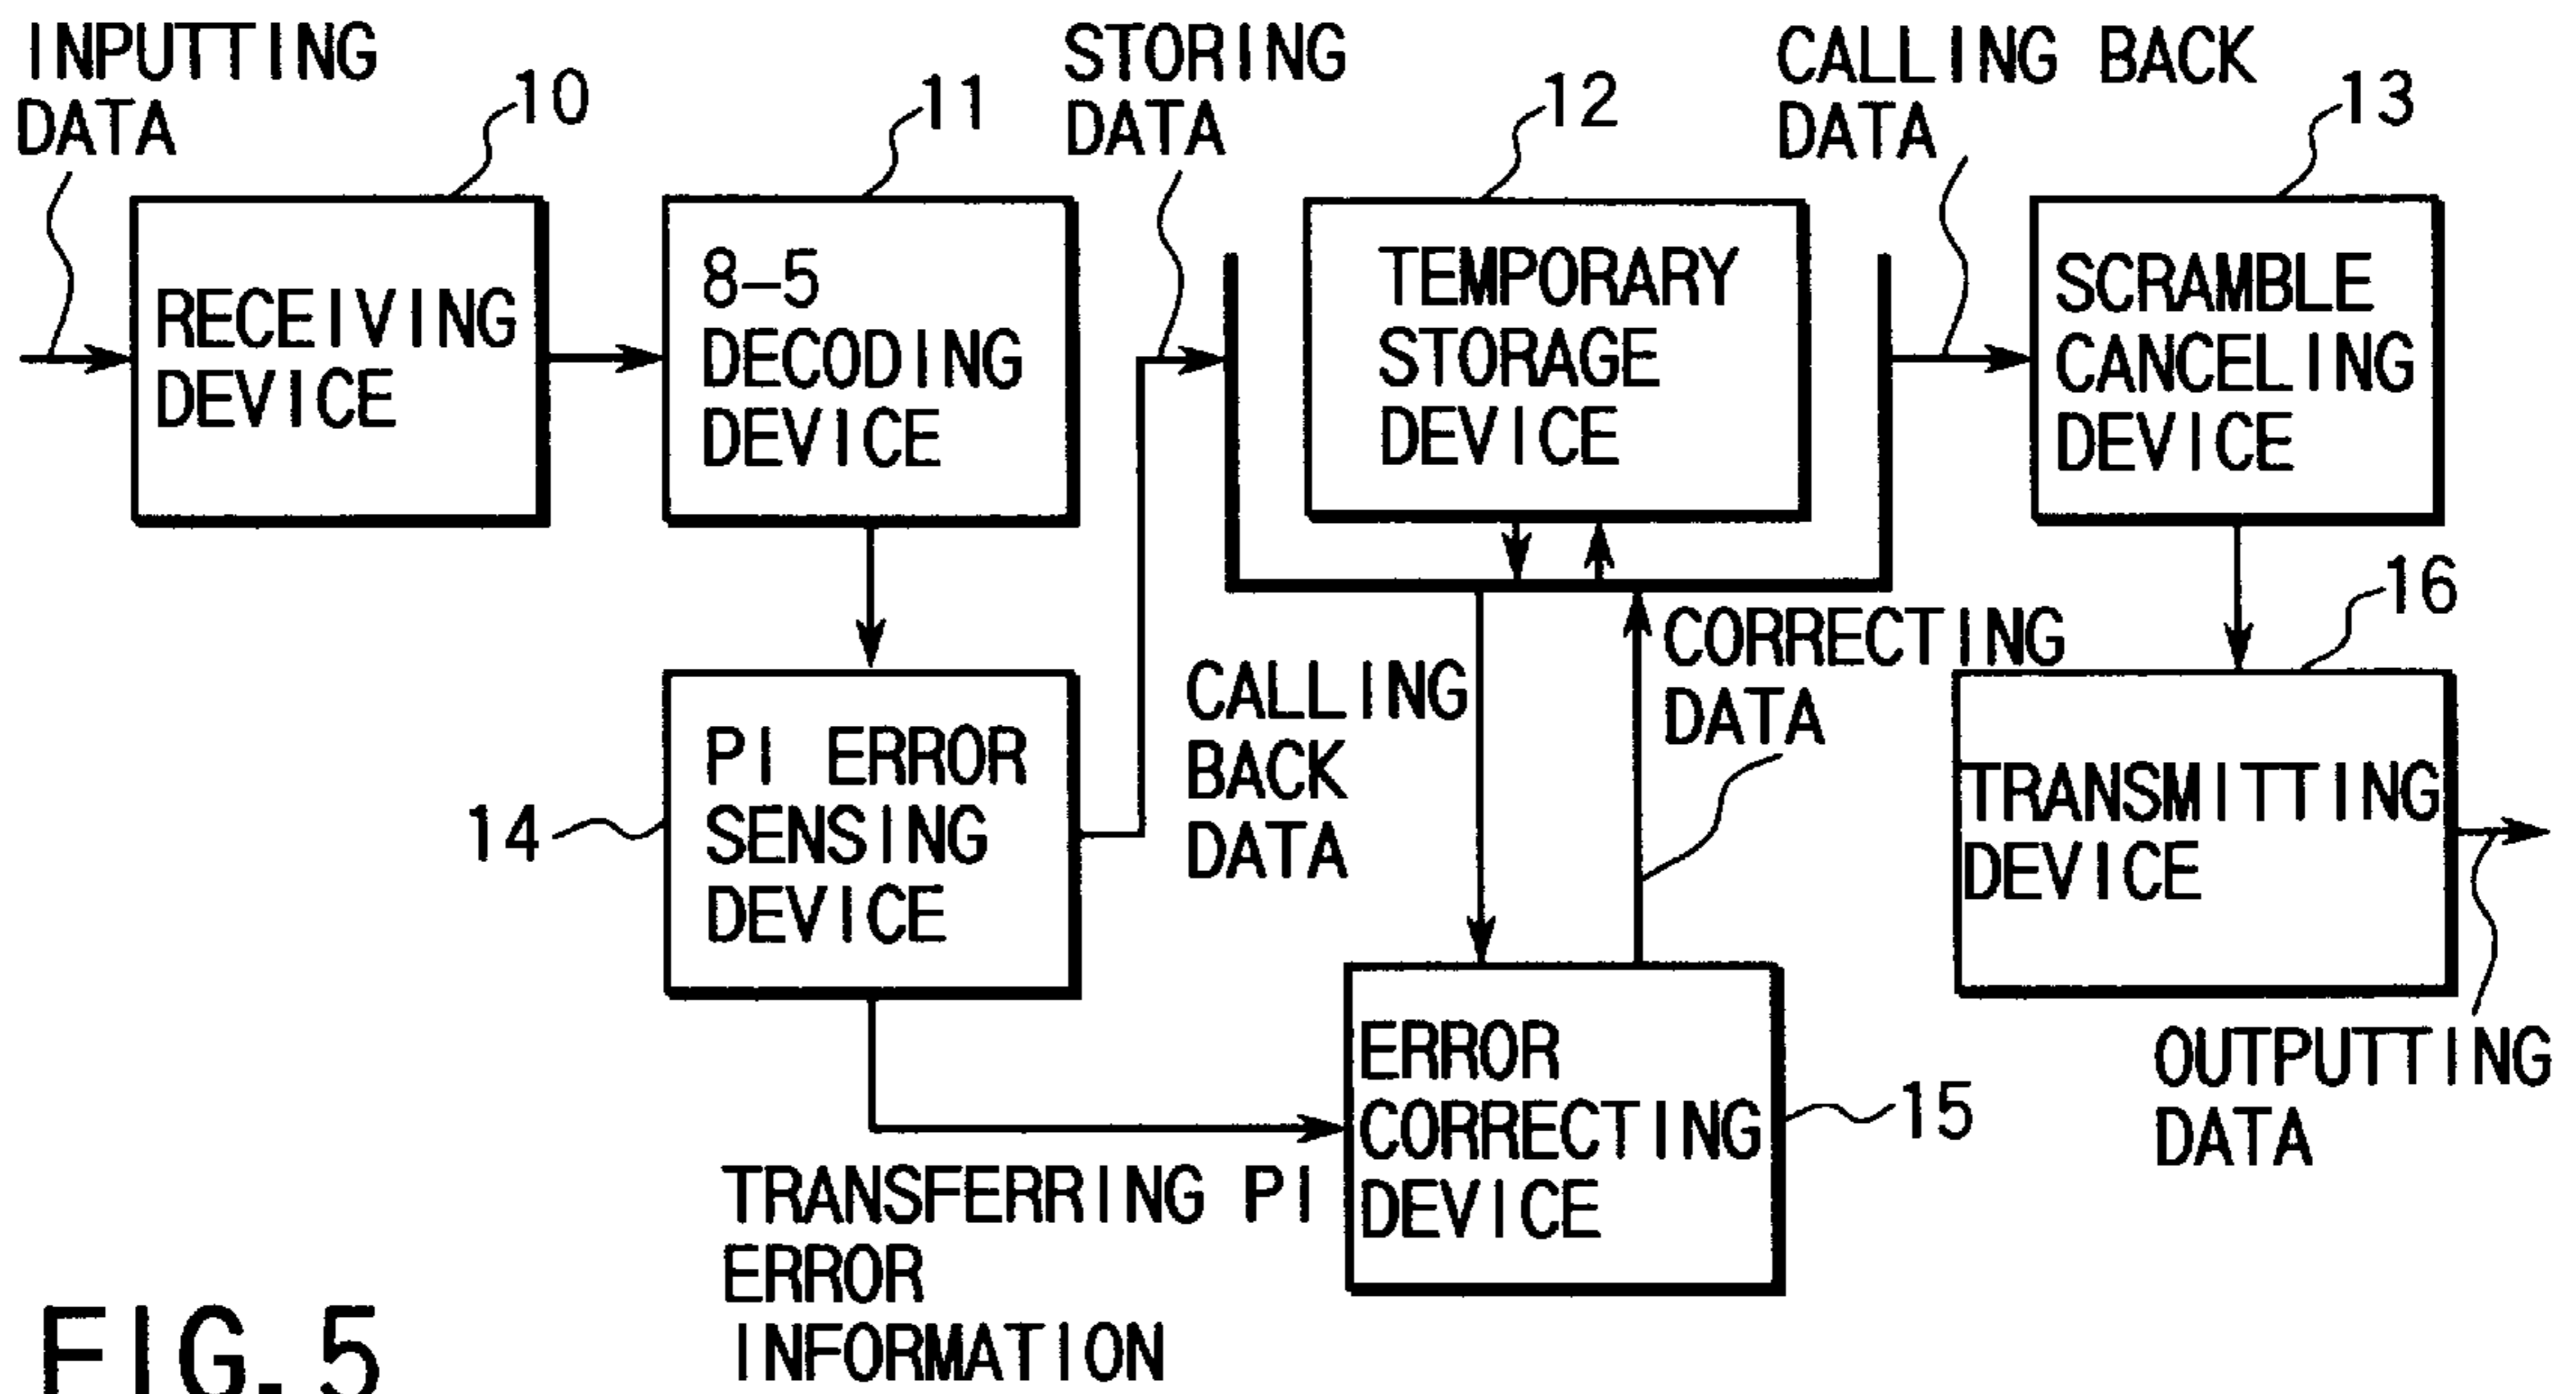 INPUTTING
DATA
10
11
STORING
DATA
12
CALLING BACK
DATA
13
RECEIVING
DEVICE
8-5
DECODING
DEVICE
TEMPORARY
STORAGE
DEVICE
SCRAMBLE
CANCELING
DEVICE
14
PI ERROR
SENSING
DEVICE
CALLING
BACK
DATA
CORRECTING
DATA
16
TRANSMITTING
DEVICE
OUTPUTTING
DATA
ERROR
CORRECTING
DEVICE
15
TRANSFERRING PI
ERROR
INFORMATION
FIG. 5